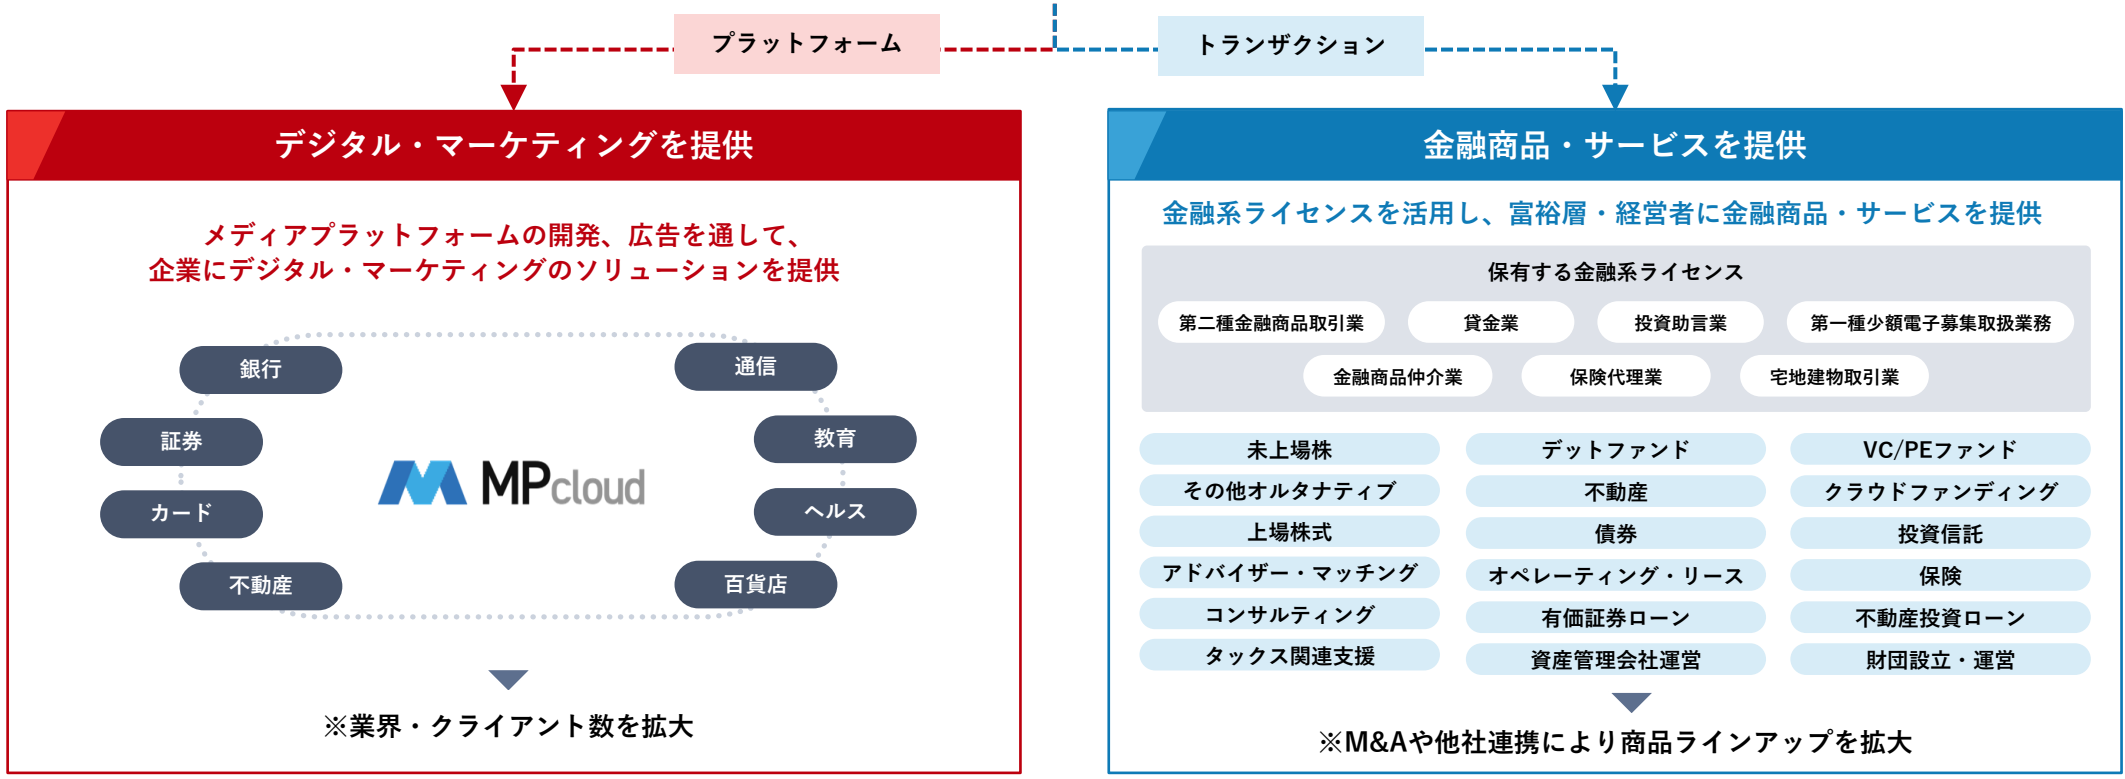 プラットフォーム
トランザクション
デジタル・マーケティングを提供
メディアプラットフォームの開発、広告を通して、
企業にデジタル・マーケティングのソリューションを提供
銀行
通信
証券
教育
MPcloud
カード
ヘルス
不動産
百貨店
※業界・クライアント数を拡大
金融商品・サービスを提供
金融系ライセンスを活用し、富裕層・経営者に金融商品・サービスを提供
保有する金融系ライセンス
第二種金融商品取引業 貸金業 投資助言業 第一種少額電子募集取扱業務
金融商品仲介業 保険代理業 宅地建物取引業
未上場株 デットファンド VC/PEファンド
その他オルタナティブ 不動産 クラウドファンディング
上場株式 債券 投資信託
アドバイザー・マッチング オペレーティング・リース 保険
コンサルティング 有価証券ローン 不動産投資ローン
タックス関連支援 資産管理会社運営 財団設立・運営
※M&Aや他社連携により商品ラインアップを拡大